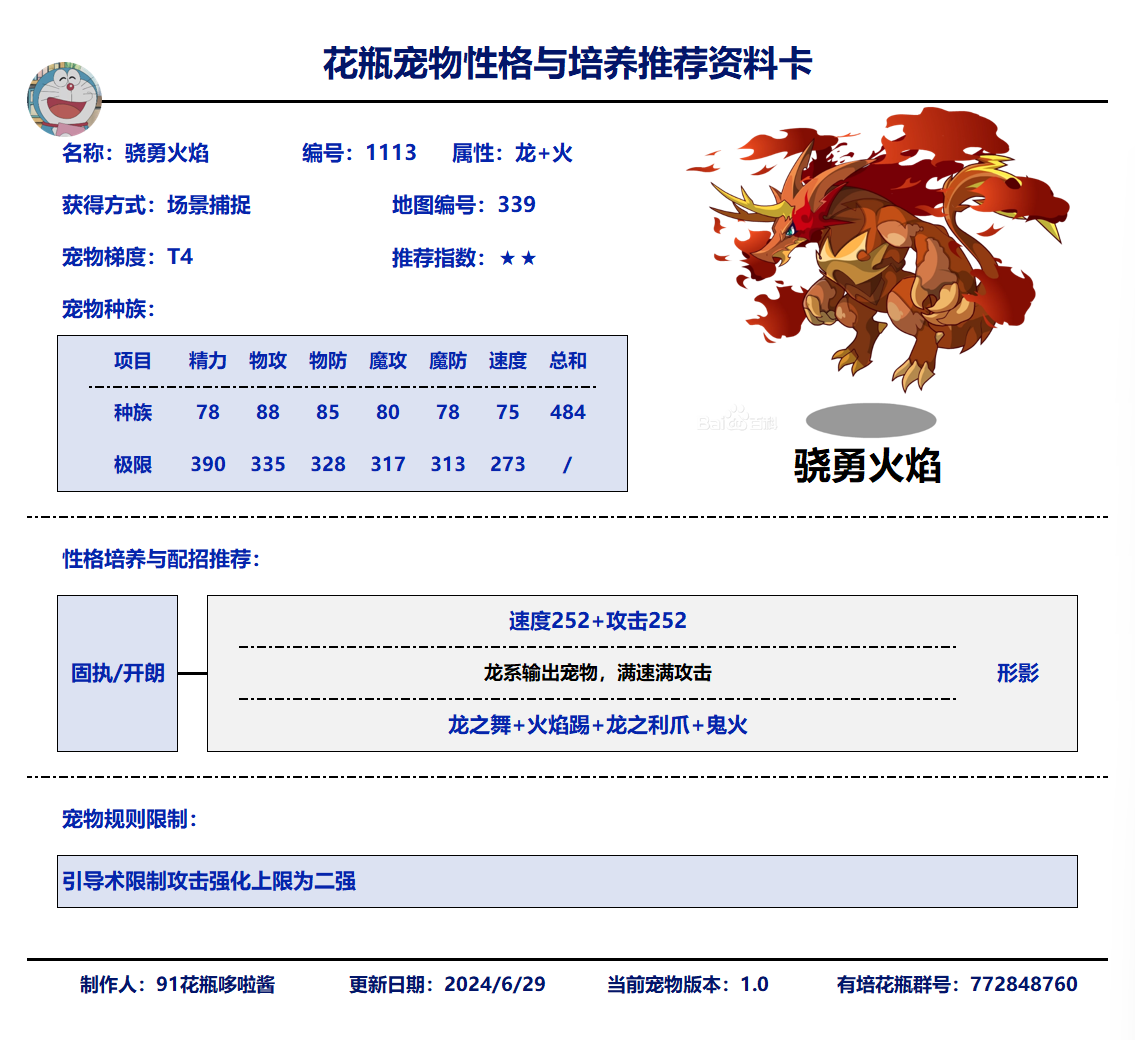 花瓶宠物性格与培养推荐资料卡
名称：骁勇火焰 编号：1113 属性：龙+火
获得方式：场景捕捉 地图编号：339
宠物梯度：T4 推荐指数：★★
宠物种族：
项目 精力 物攻 物防 魔攻 魔防 速度 总和
种族 78 88 85 80 78 75 484
极限 390 335 328 317 313 273 /
Bai百科
骁勇火焰
性格培养与配招推荐：
速度252+攻击252
固执/开朗 龙系输出宠物，满速满攻击 形影
龙之舞+火焰踢+龙之利爪+鬼火
宠物规则限制：
引导术限制攻击强化上限为二强
制作人：91花瓶哆啦酱 更新日期：2024/6/29 当前宠物版本：1.0 有培花瓶群号：772848760